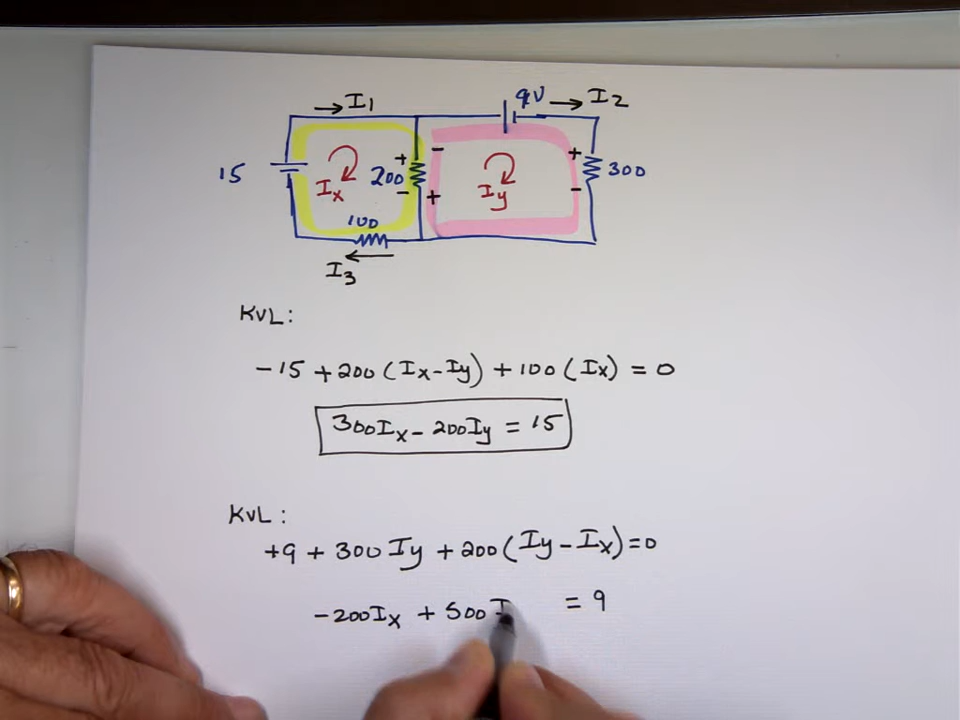 → I1
9V → I2
15
Ix
200
+
-
-
+
Iy
+
-
300
100
I3
KVL:
-15 + 200 (Ix - Iy) + 100 (Ix) = 0
300Ix - 200Iy = 15
KVL:
+9 + 300 Iy + 200 (Iy - Ix) = 0
-200Ix + 500 I = 9